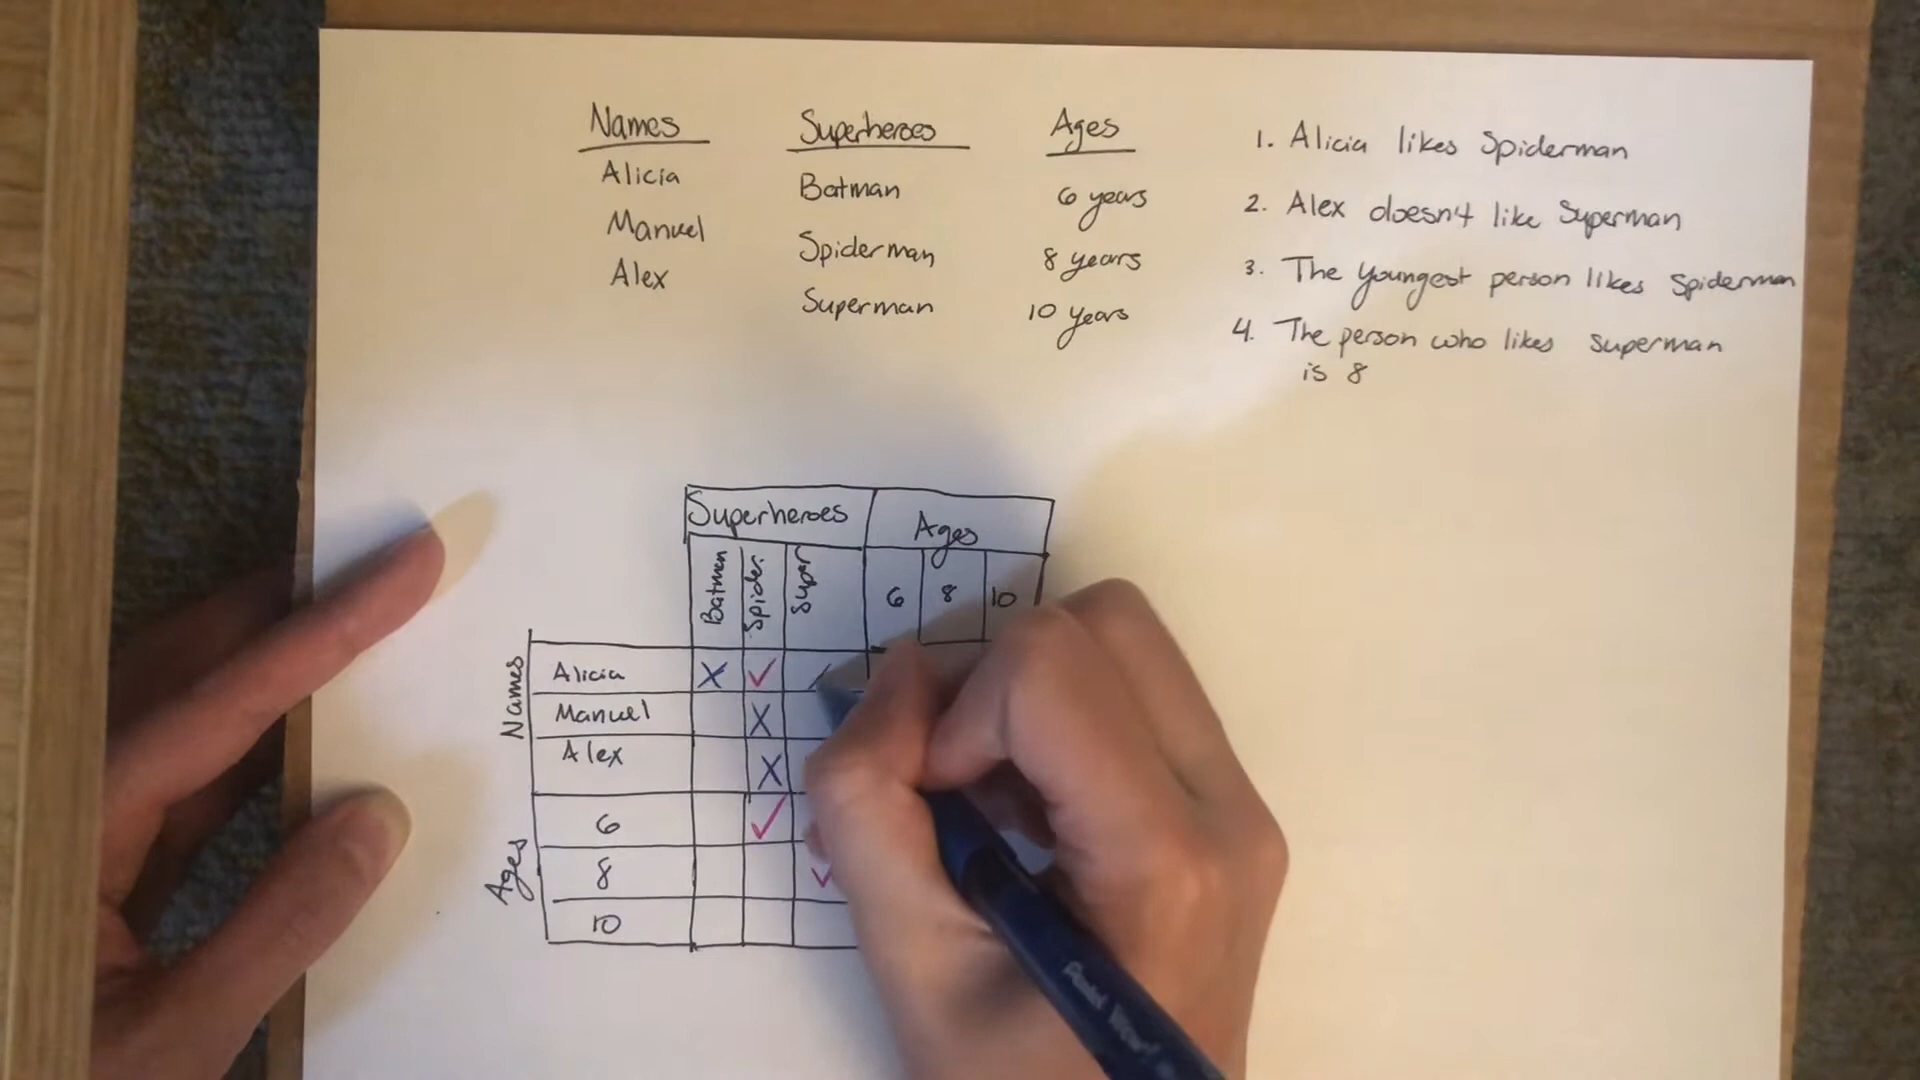 Names
Alicia
Manuel
Alex
Superheroes
Batman
Spiderman
Superman
Ages
6 years
8 years
10 years
1. Alicia likes Spiderman
2. Alex doesn't like Superman
3. The youngest person likes Spiderman
4. The person who likes superman
is 8
Superheroes Ages
Batman Spider. Super 6 8 10
Names
Alicia X ✓
Manuel X
Alex X
Ages
6 ✓
8 ✓
10
Pentel